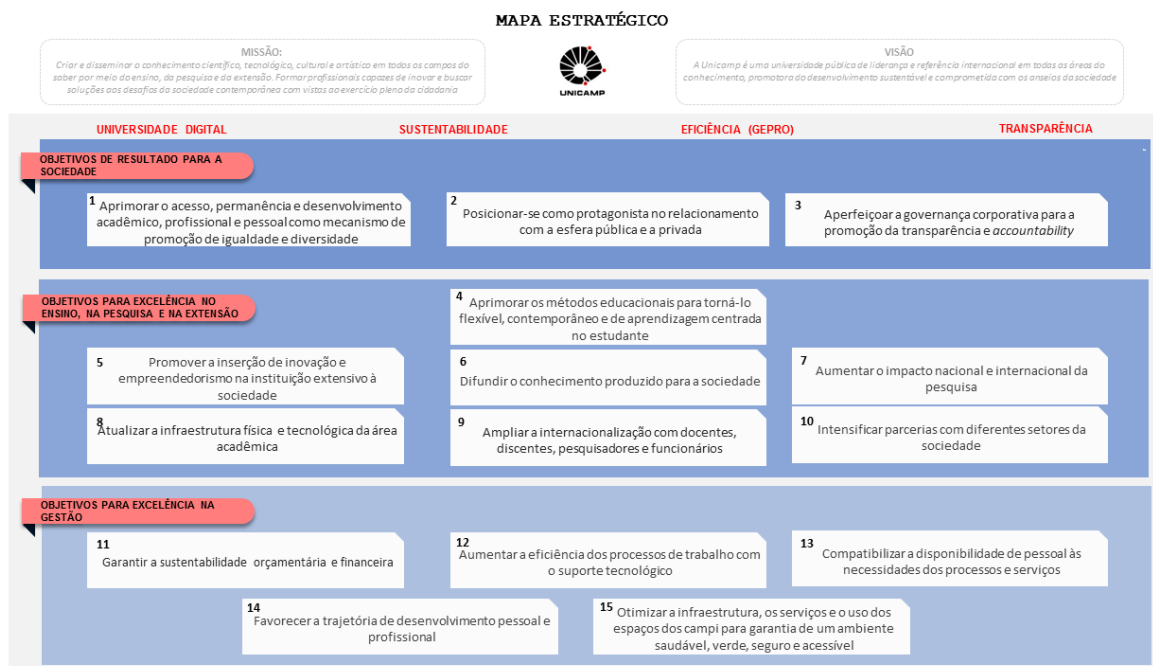 MAPA ESTRATÉGICO
MISSÃO:
Criar e disseminar o conhecimento científico, tecnológico, cultural e artístico em todos os campos do
saber por meio do ensino, da pesquisa e da extensão. Formar profissionais capazes de inovar e buscar
soluções aos desafios da sociedade contemporânea com vistas ao exercício pleno da cidadania
UNICAMP
VISÃO
A Unicamp é uma universidade pública de liderança e referência internacional em todas as áreas do
conhecimento, promotora do desenvolvimento sustentável e comprometida com os anseios da sociedade
UNIVERSIDADE DIGITAL
SUSTENTABILIDADE
EFICIÊNCIA (GEPRO)
TRANSPARÊNCIA
OBJETIVOS DE RESULTADO PARA A
SOCIEDADE
1 Aprimorar o acesso, permanência e desenvolvimento
acadêmico, profissional e pessoal como mecanismo de
promoção de igualdade e diversidade
2 Posicionar-se como protagonista no relacionamento
com a esfera pública e a privada
3 Aperfeiçoar a governança corporativa para a
promoção da transparência e accountability
OBJETIVOS PARA EXCELÊNCIA NO
ENSINO, NA PESQUISA E NA EXTENSÃO
4 Aprimorar os métodos educacionais para torná-lo
flexível, contemporâneo e de aprendizagem centrada
no estudante
5 Promover a inserção de inovação e
empreendedorismo na instituição extensivo à
sociedade
6
Difundir o conhecimento produzido para a sociedade
7 Aumentar o impacto nacional e internacional da
pesquisa
8
Atualizar a infraestrutura física e tecnológica da área
acadêmica
9 Ampliar a internacionalização com docentes,
discentes, pesquisadores e funcionários
10 Intensificar parcerias com diferentes setores da
sociedade
OBJETIVOS PARA EXCELÊNCIA NA
GESTÃO
11
Garantir a sustentabilidade orçamentária e financeira
12
Aumentar a eficiência dos processos de trabalho com
o suporte tecnológico
13 Compatibilizar a disponibilidade de pessoal às
necessidades dos processos e serviços
14
Favorecer a trajetória de desenvolvimento pessoal e
profissional
15 Otimizar a infraestrutura, os serviços e o uso dos
espaços dos campi para garantia de um ambiente
saudável, verde, seguro e acessível